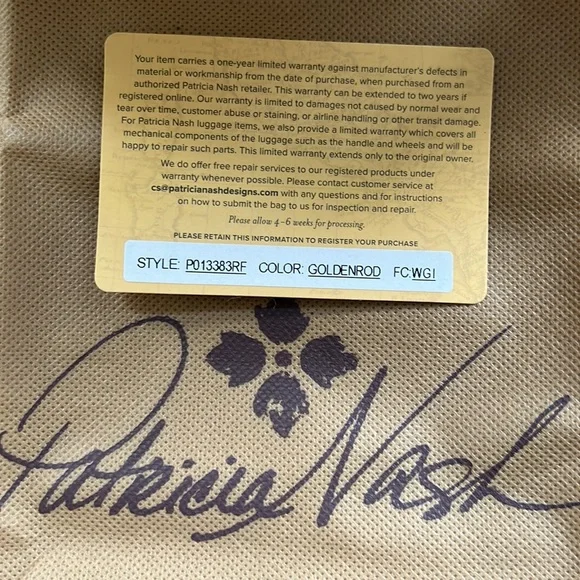 Your item carries a one-year limited warranty against manufacturer's defects in
material or workmanship from the date of purchase, when purchased from an
authorized Patricia Nash retailer. This warranty can be extended to two years if
registered online. Our warranty is limited to damages not caused by normal wear and
tear over time, customer abuse or staining, or airline handling or other transit damage.
For Patricia Nash luggage items, we also provide a limited warranty which covers all
mechanical components of the luggage such as the handle and wheels and will be
happy to repair such parts. This limited warranty extends only to the original owner.
We do offer free repair services to our registered products under
warranty whenever possible. Please contact customer service at
cs@patricianashdesigns.com with any questions and for instructions
on how to submit the bag to us for inspection and repair.
Please allow 4–6 weeks for processing.
PLEASE RETAIN THIS INFORMATION TO REGISTER YOUR PURCHASE
STYLE: P013383RF COLOR: GOLDENROD FC:WGI
Patricia Nash